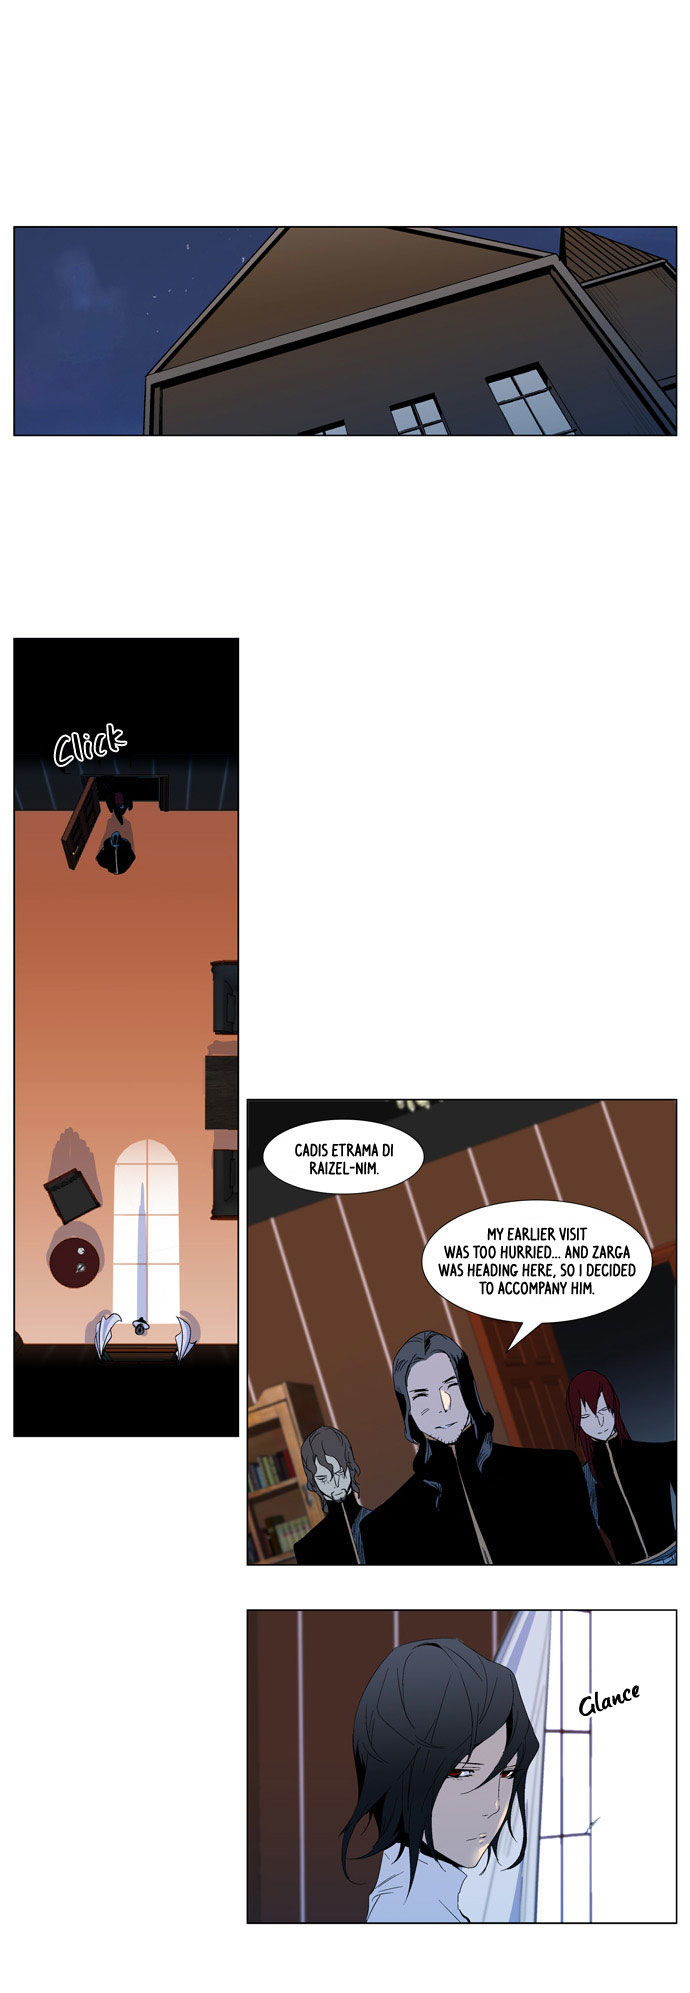 Click
CADIS ETRAMA DI
RAIZEL-NIM.
MY EARLIER VISIT
WAS TOO HURRIED... AND ZARGA
WAS HEADING HERE, SO I DECIDED
TO ACCOMPANY HIM.
Glance